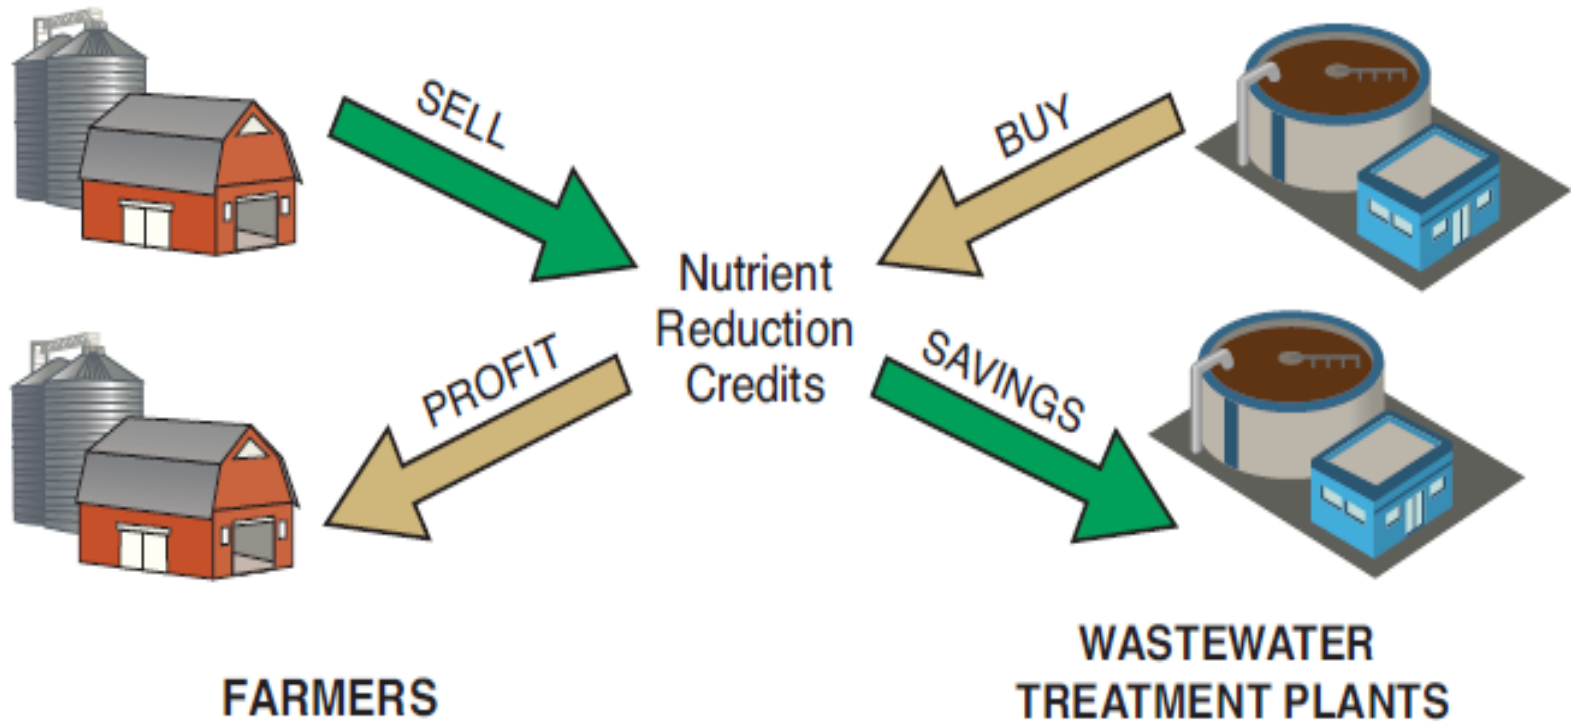 SELL
BUY
Nutrient
Reduction
Credits
PROFIT
SAVINGS
FARMERS
WASTEWATER
TREATMENT PLANTS